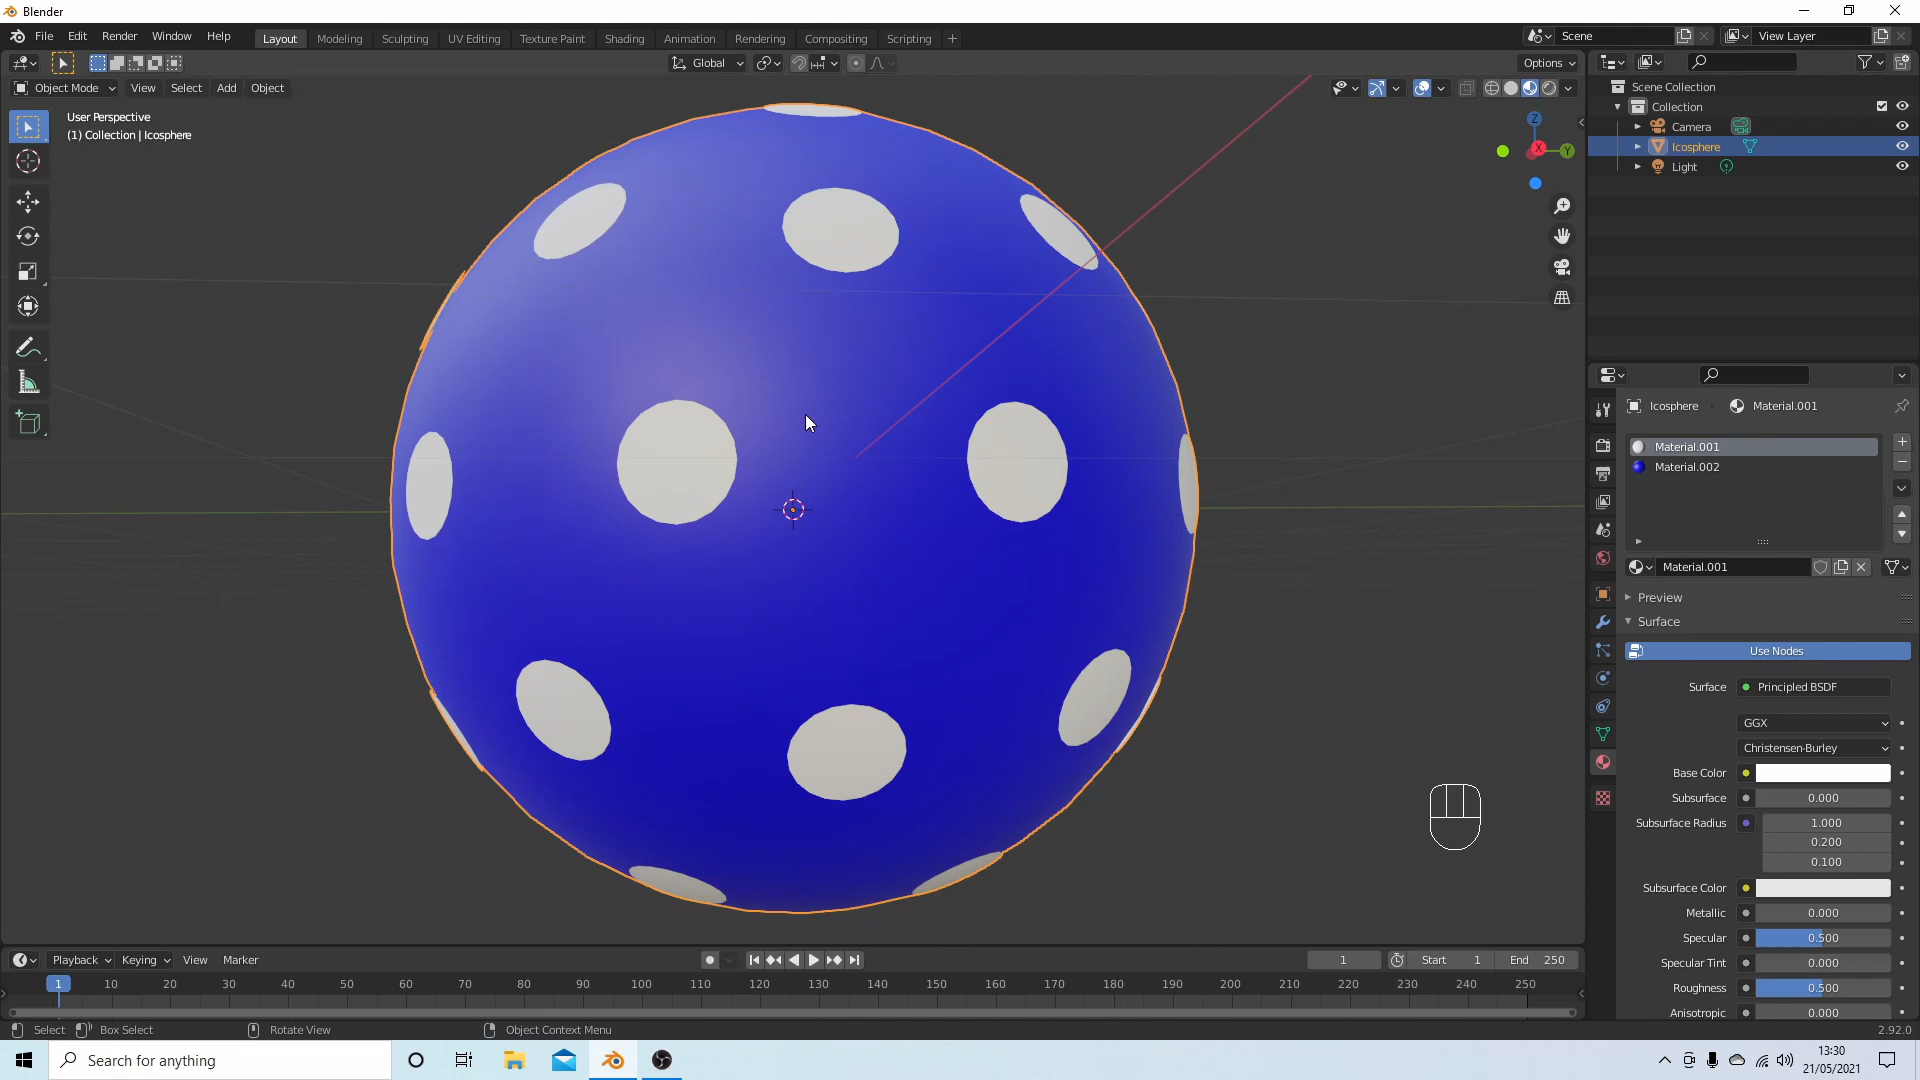 Blender
File Edit Render Window Help
Layout Modeling Sculpting UV Editing Texture Paint Shading Animation Rendering Compositing Scripting
Scene
View Layer
Global
Options
Object Mode View Select Add Object
User Perspective
(1) Collection | Icosphere
Z
X
Y
Scene Collection
Collection
Camera
Icosphere
Light
Icosphere Material.001
Material.001
Material.002
Material.001
Preview
Surface
Use Nodes
Surface Principled BSDF
GGX
Christensen-Burley
Base Color
Subsurface 0.000
Subsurface Radius 1.000
0.200
0.100
Subsurface Color
Metallic 0.000
Specular 0.500
Specular Tint 0.000
Roughness 0.500
Anisotropic 0.000
Playback Keying View Marker
1 Start 1 End 250
1 10 20 30 40 50 60 70 80 90 100 110 120 130 140 150 160 170 180 190 200 210 220 230 240 250
Select Box Select Rotate View Object Context Menu
2.92.0
Search for anything
13:30
21/05/2021